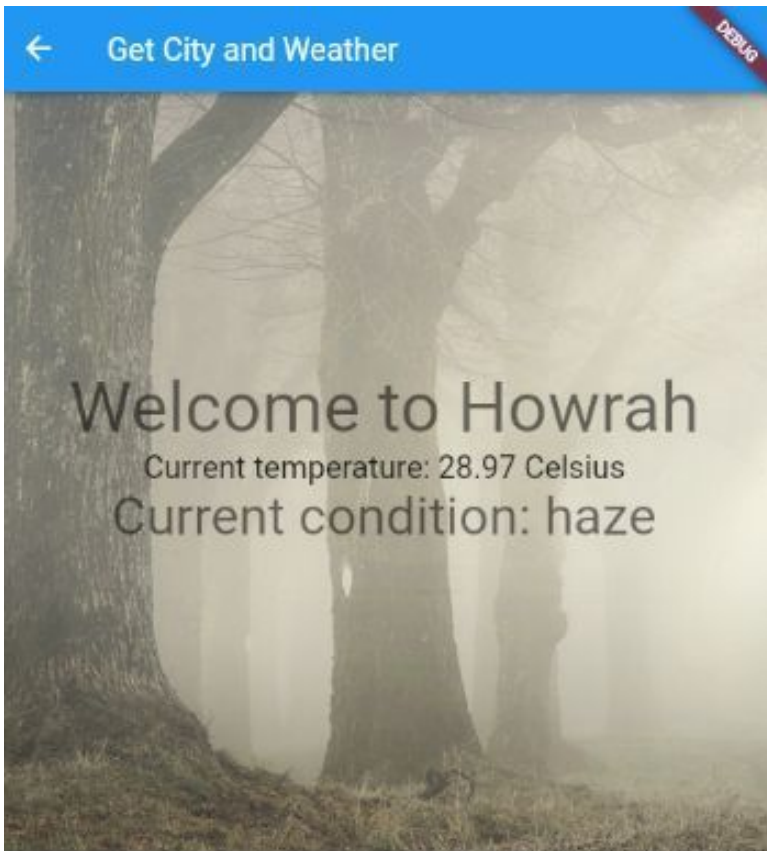 Get City and Weather
DEBUG
Welcome to Howrah
Current temperature: 28.97 Celsius
Current condition: haze